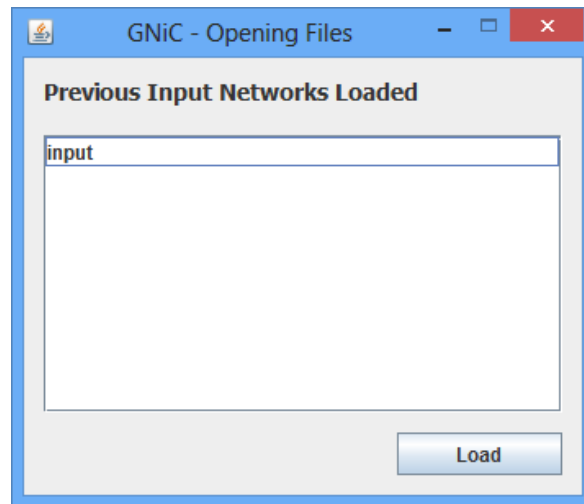 GNiC - Opening Files
Previous Input Networks Loaded
input
Load